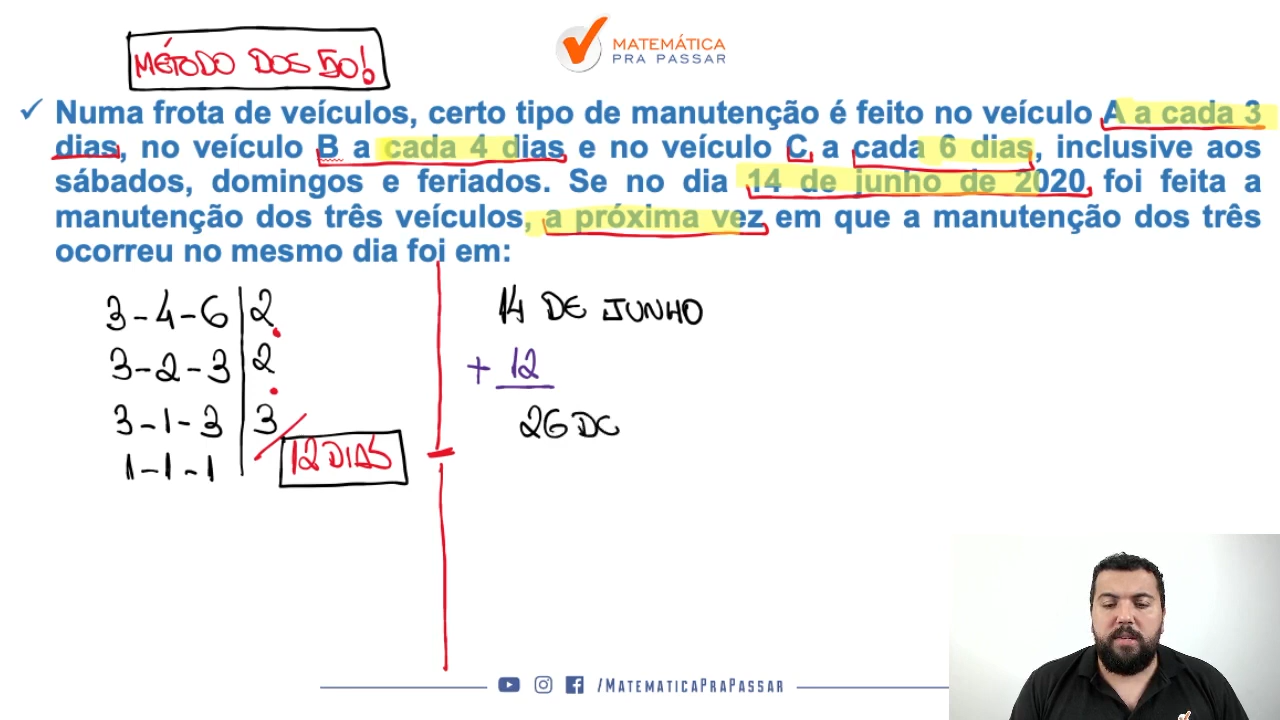 MÉTODO DOS 50!
MATEMÁTICA
PRA PASSAR
✓ Numa frota de veículos, certo tipo de manutenção é feito no veículo A a cada 3
dias, no veículo B a cada 4 dias e no veículo C a cada 6 dias, inclusive aos
sábados, domingos e feriados. Se no dia 14 de junho de 2020 foi feita a
manutenção dos três veículos, a próxima vez em que a manutenção dos três
ocorreu no mesmo dia foi em:
3-4-6 | 2
3-2-3 | 2
3-1-3 | 3
1-1-1
12 DIAS
14 DE JUNHO
+ 12
26 DC
/MATEMATICAPRAPASSAR